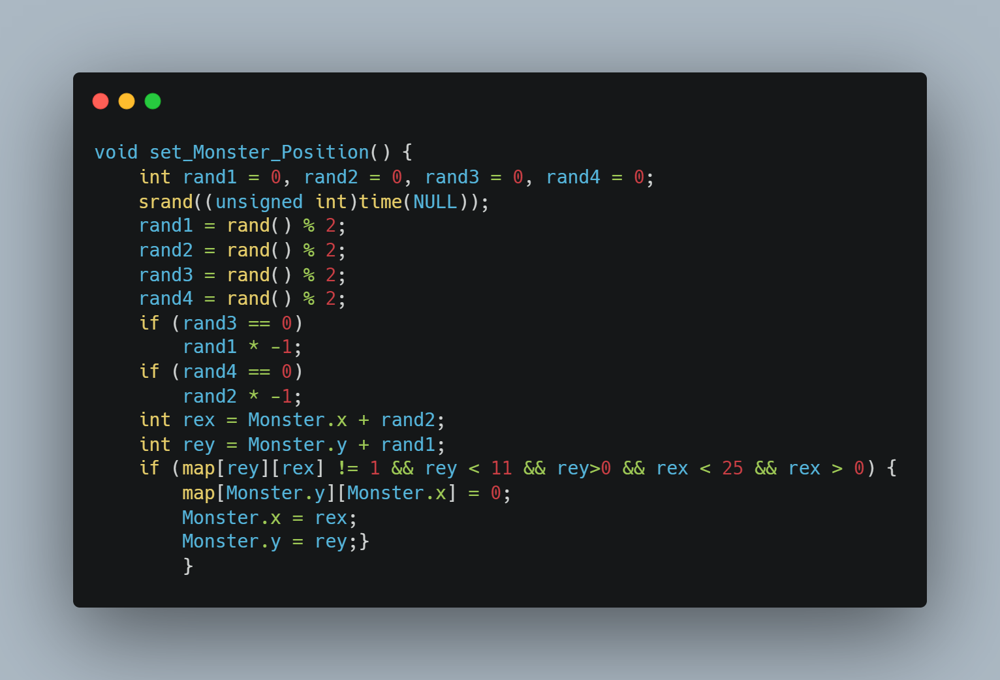 void set_Monster_Position() {
    int rand1 = 0, rand2 = 0, rand3 = 0, rand4 = 0;
    srand((unsigned int)time(NULL));
    rand1 = rand() % 2;
    rand2 = rand() % 2;
    rand3 = rand() % 2;
    rand4 = rand() % 2;
    if (rand3 == 0)
        rand1 * -1;
    if (rand4 == 0)
        rand2 * -1;
    int rex = Monster.x + rand2;
    int rey = Monster.y + rand1;
    if (map[rey][rex] != 1 && rey < 11 && rey>0 && rex < 25 && rex > 0) {
        map[Monster.y][Monster.x] = 0;
        Monster.x = rex;
        Monster.y = rey;}
        }